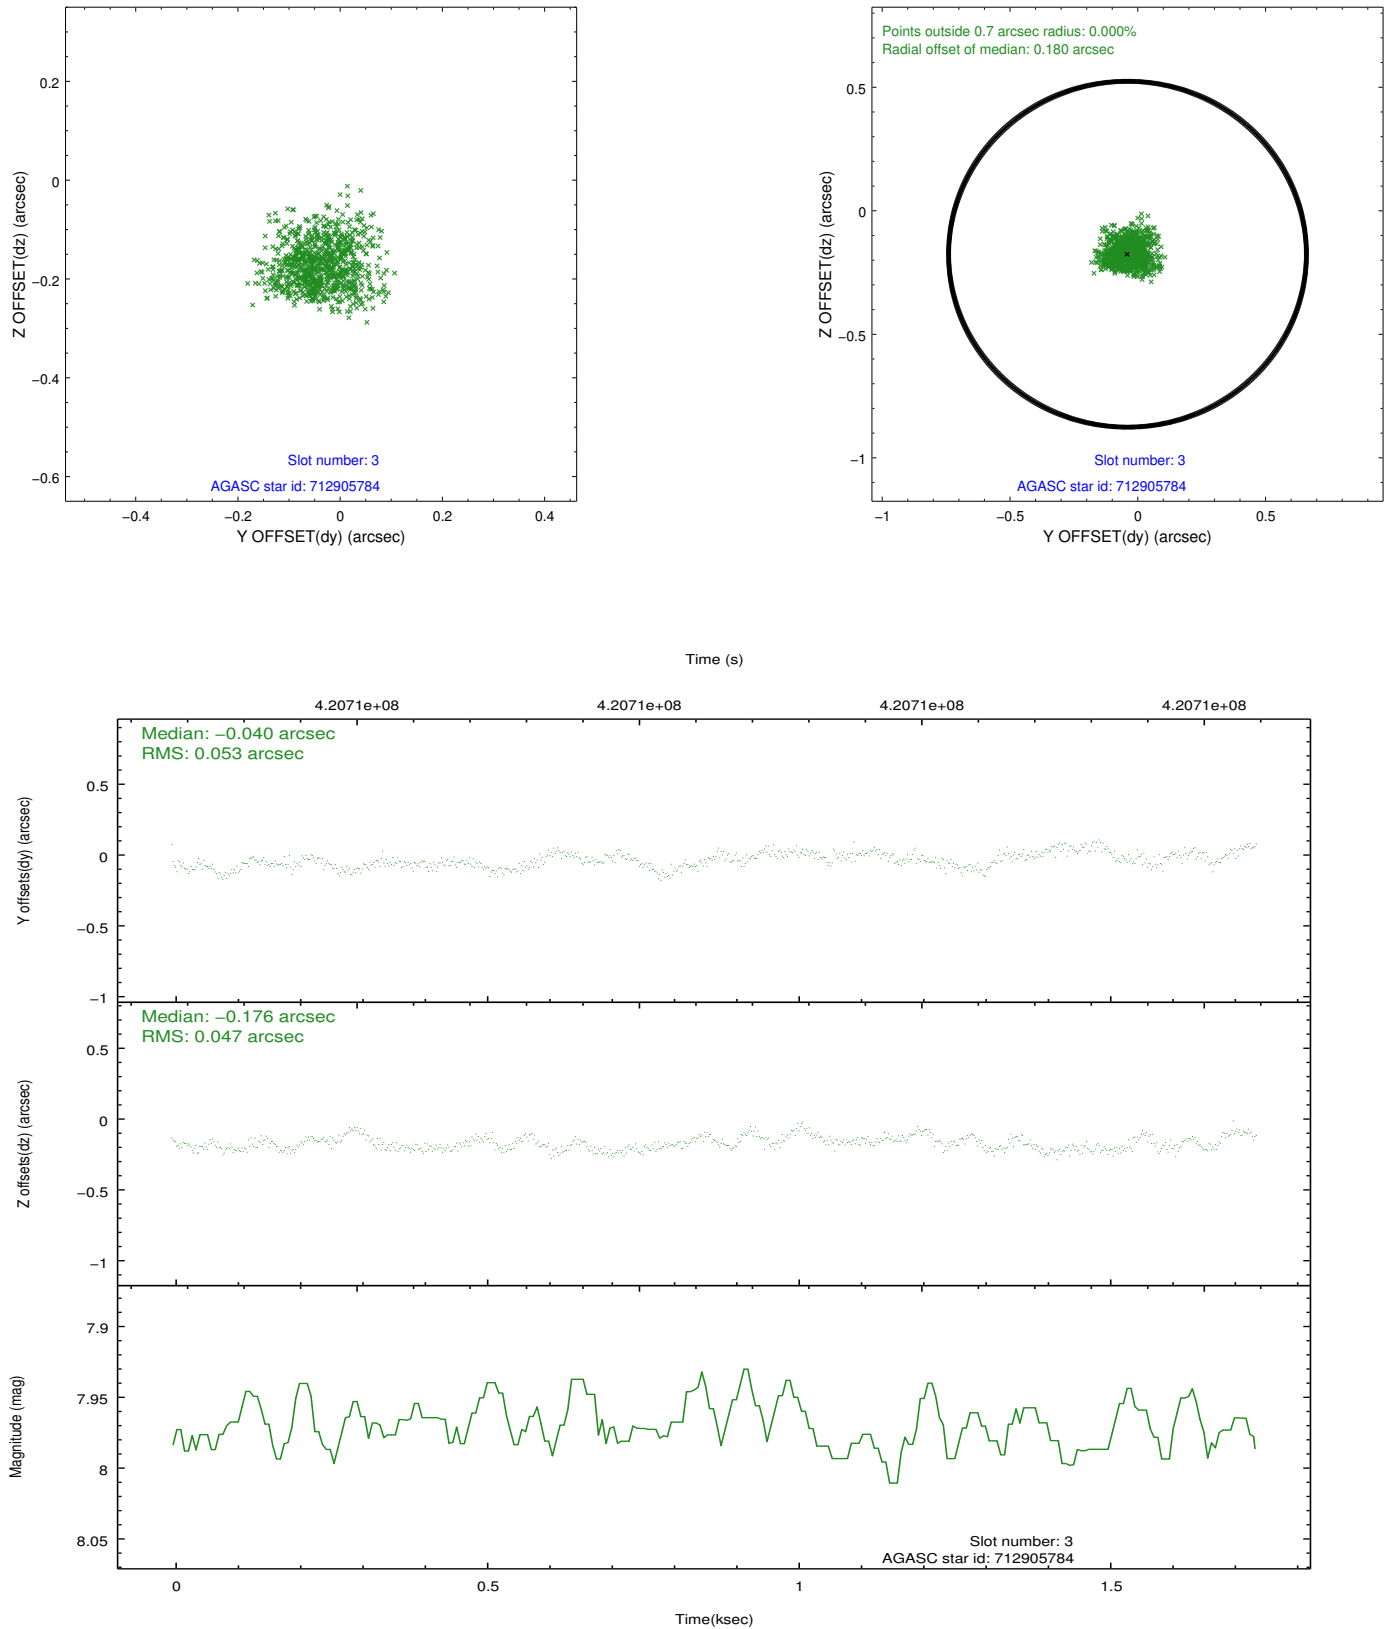 0.2
0
−0.2
−0.4
−0.6
Z OFFSET(dz) (arcsec)
Slot number: 3
AGASC star id: 712905784
−0.4
−0.2
0
0.2
0.4
Y OFFSET(dy) (arcsec)
Points outside 0.7 arcsec radius: 0.000%
Radial offset of median: 0.180 arcsec
0.5
0
−0.5
−1
Z OFFSET(dz) (arcsec)
Slot number: 3
AGASC star id: 712905784
−1
−0.5
0
0.5
Y OFFSET(dy) (arcsec)
Time (s)
4.2071e+08
4.2071e+08
4.2071e+08
4.2071e+08
Median: −0.040 arcsec
RMS: 0.053 arcsec
0.5
0
−0.5
−1
Y offsets(dy) (arcsec)
Median: −0.176 arcsec
RMS: 0.047 arcsec
0.5
0
−0.5
−1
Z offsets(dz) (arcsec)
7.9
7.95
8
8.05
Magnitude (mag)
Slot number: 3
AGASC star id: 712905784
0
0.5
1
1.5
Time(ksec)